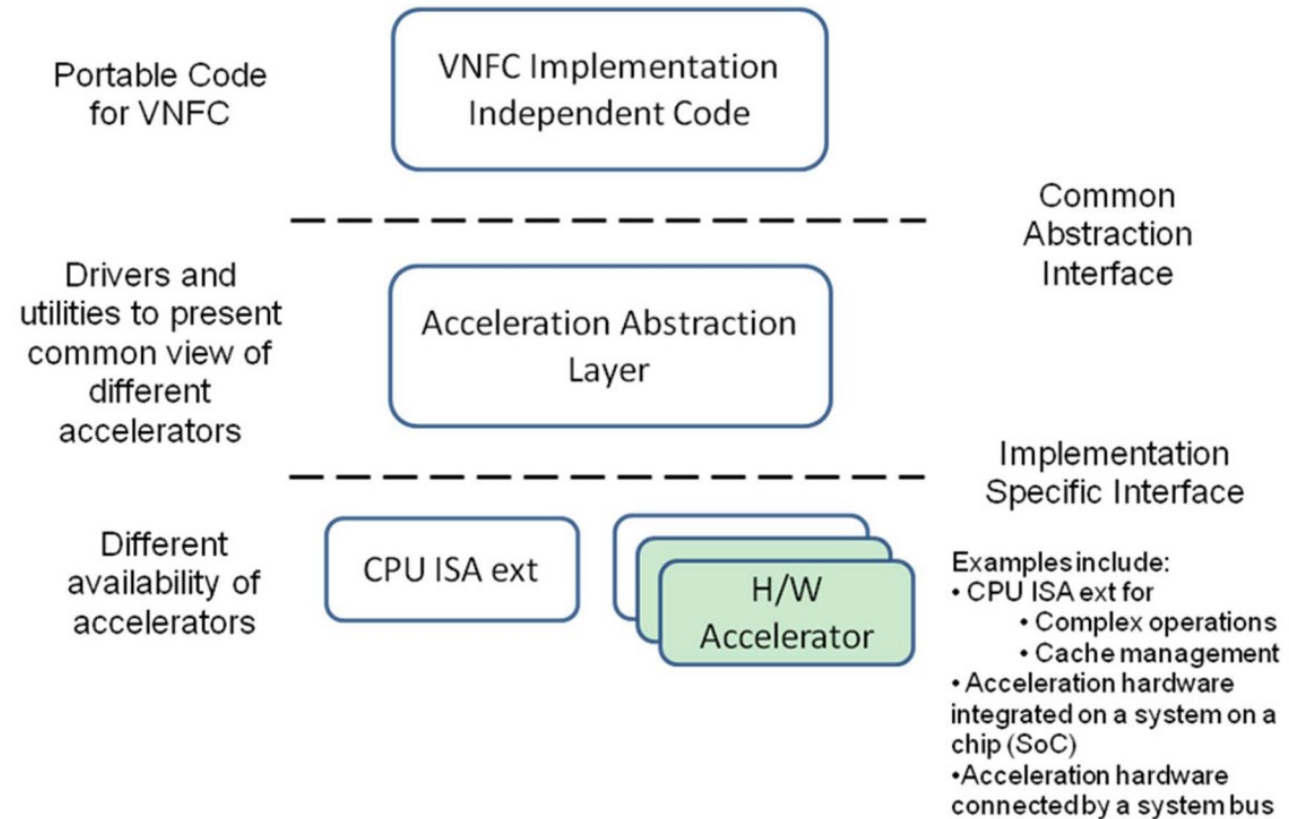 Portable Code
for VNFC
VNFC Implementation
Independent Code
Common
Abstraction
Interface
Drivers and
utilities to present
common view of
different
accelerators
Acceleration Abstraction
Layer
Implementation
Specific Interface
Different
availability of
accelerators
CPU ISA ext
H/W
Accelerator
Examples include:
• CPU ISA ext for
• Complex operations
• Cache management
• Acceleration hardware
integrated on a system on a
chip (SoC)
•Acceleration hardware
connected by a system bus